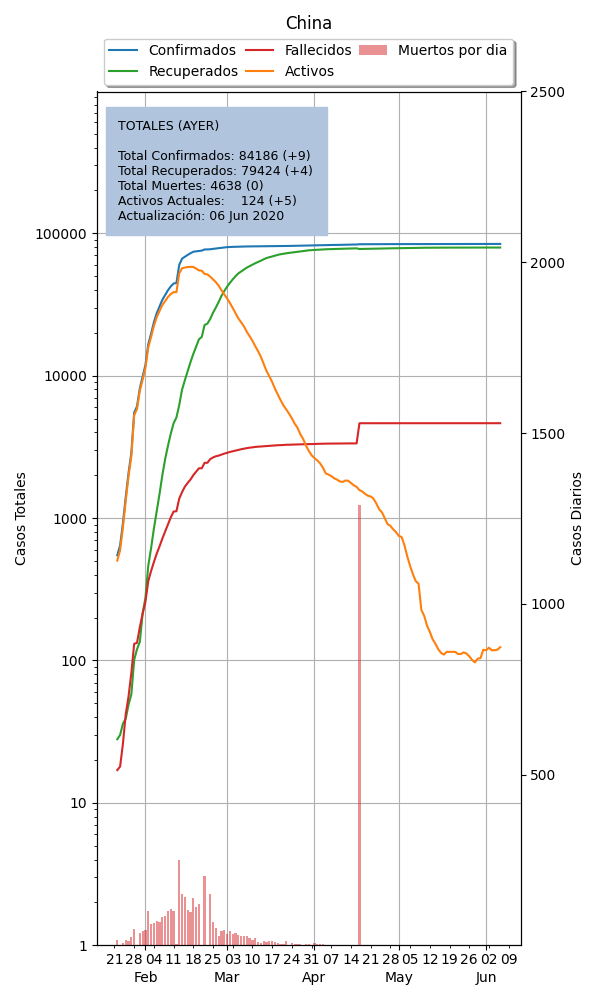 China
Confirmados Fallecidos Muertos por dia
Recuperados Activos
TOTALES (AYER)
Total Confirmados: 84186 (+9)
Total Recuperados: 79424 (+4)
Total Muertes: 4638 (0)
Activos Actuales: 124 (+5)
Actualización: 06 Jun 2020
2500
100000
2000
10000
1500
Casos Totales
Casos Diarios
1000
1000
100
500
10
1
21 28 04 11 18 25 03 10 17 24 31 07 14 21 28 05 12 19 26 02 09
Feb Mar Apr May Jun